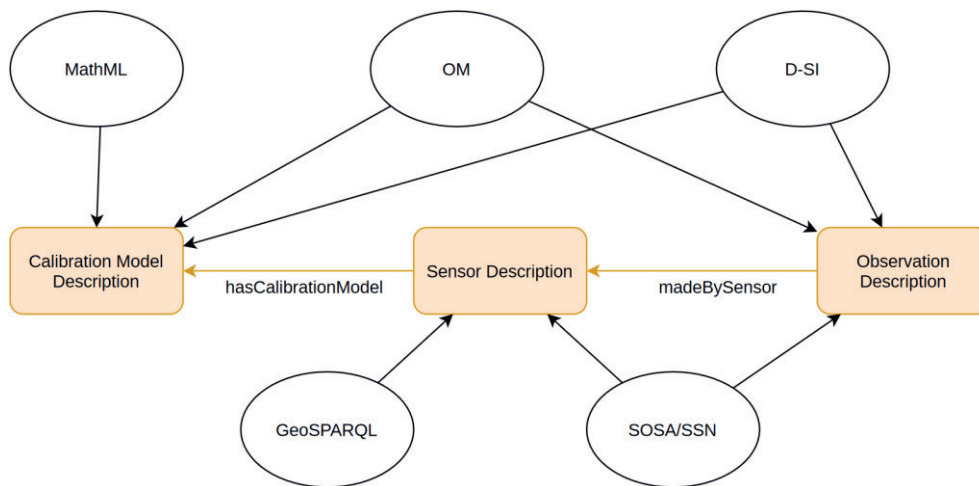 MathML
OM
D-SI
Calibration Model
Description
hasCalibrationModel
Sensor Description
madeBySensor
Observation
Description
GeoSPARQL
SOSA/SSN